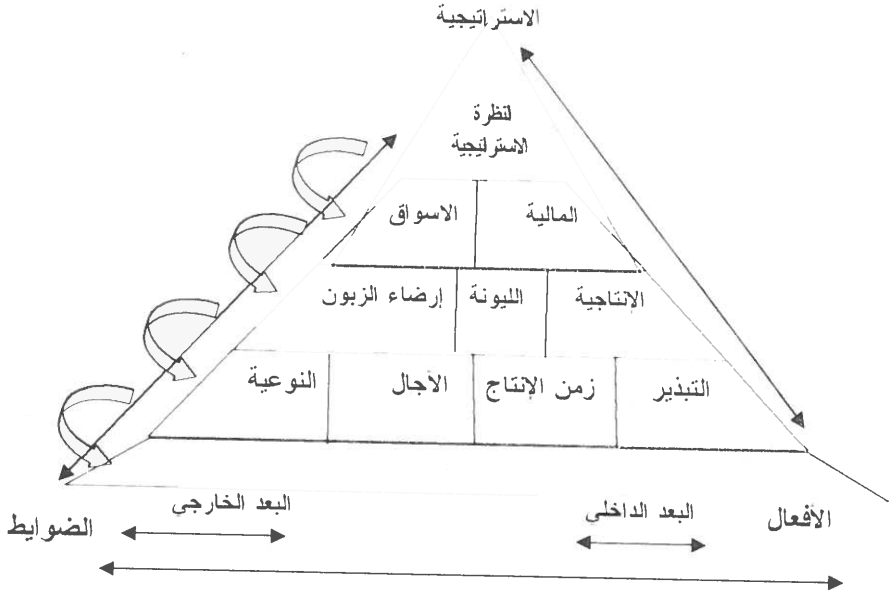 الاستراتيجية
لنظرة
الاستراتيجية
المالية
الاسواق
الإنتاجية
الليونة
إرضاء الزبون
التبذير
زمن الإنتاج
الآجال
النوعية
البعد الداخلي
البعد الخارجي
الأفعال
الضوابط